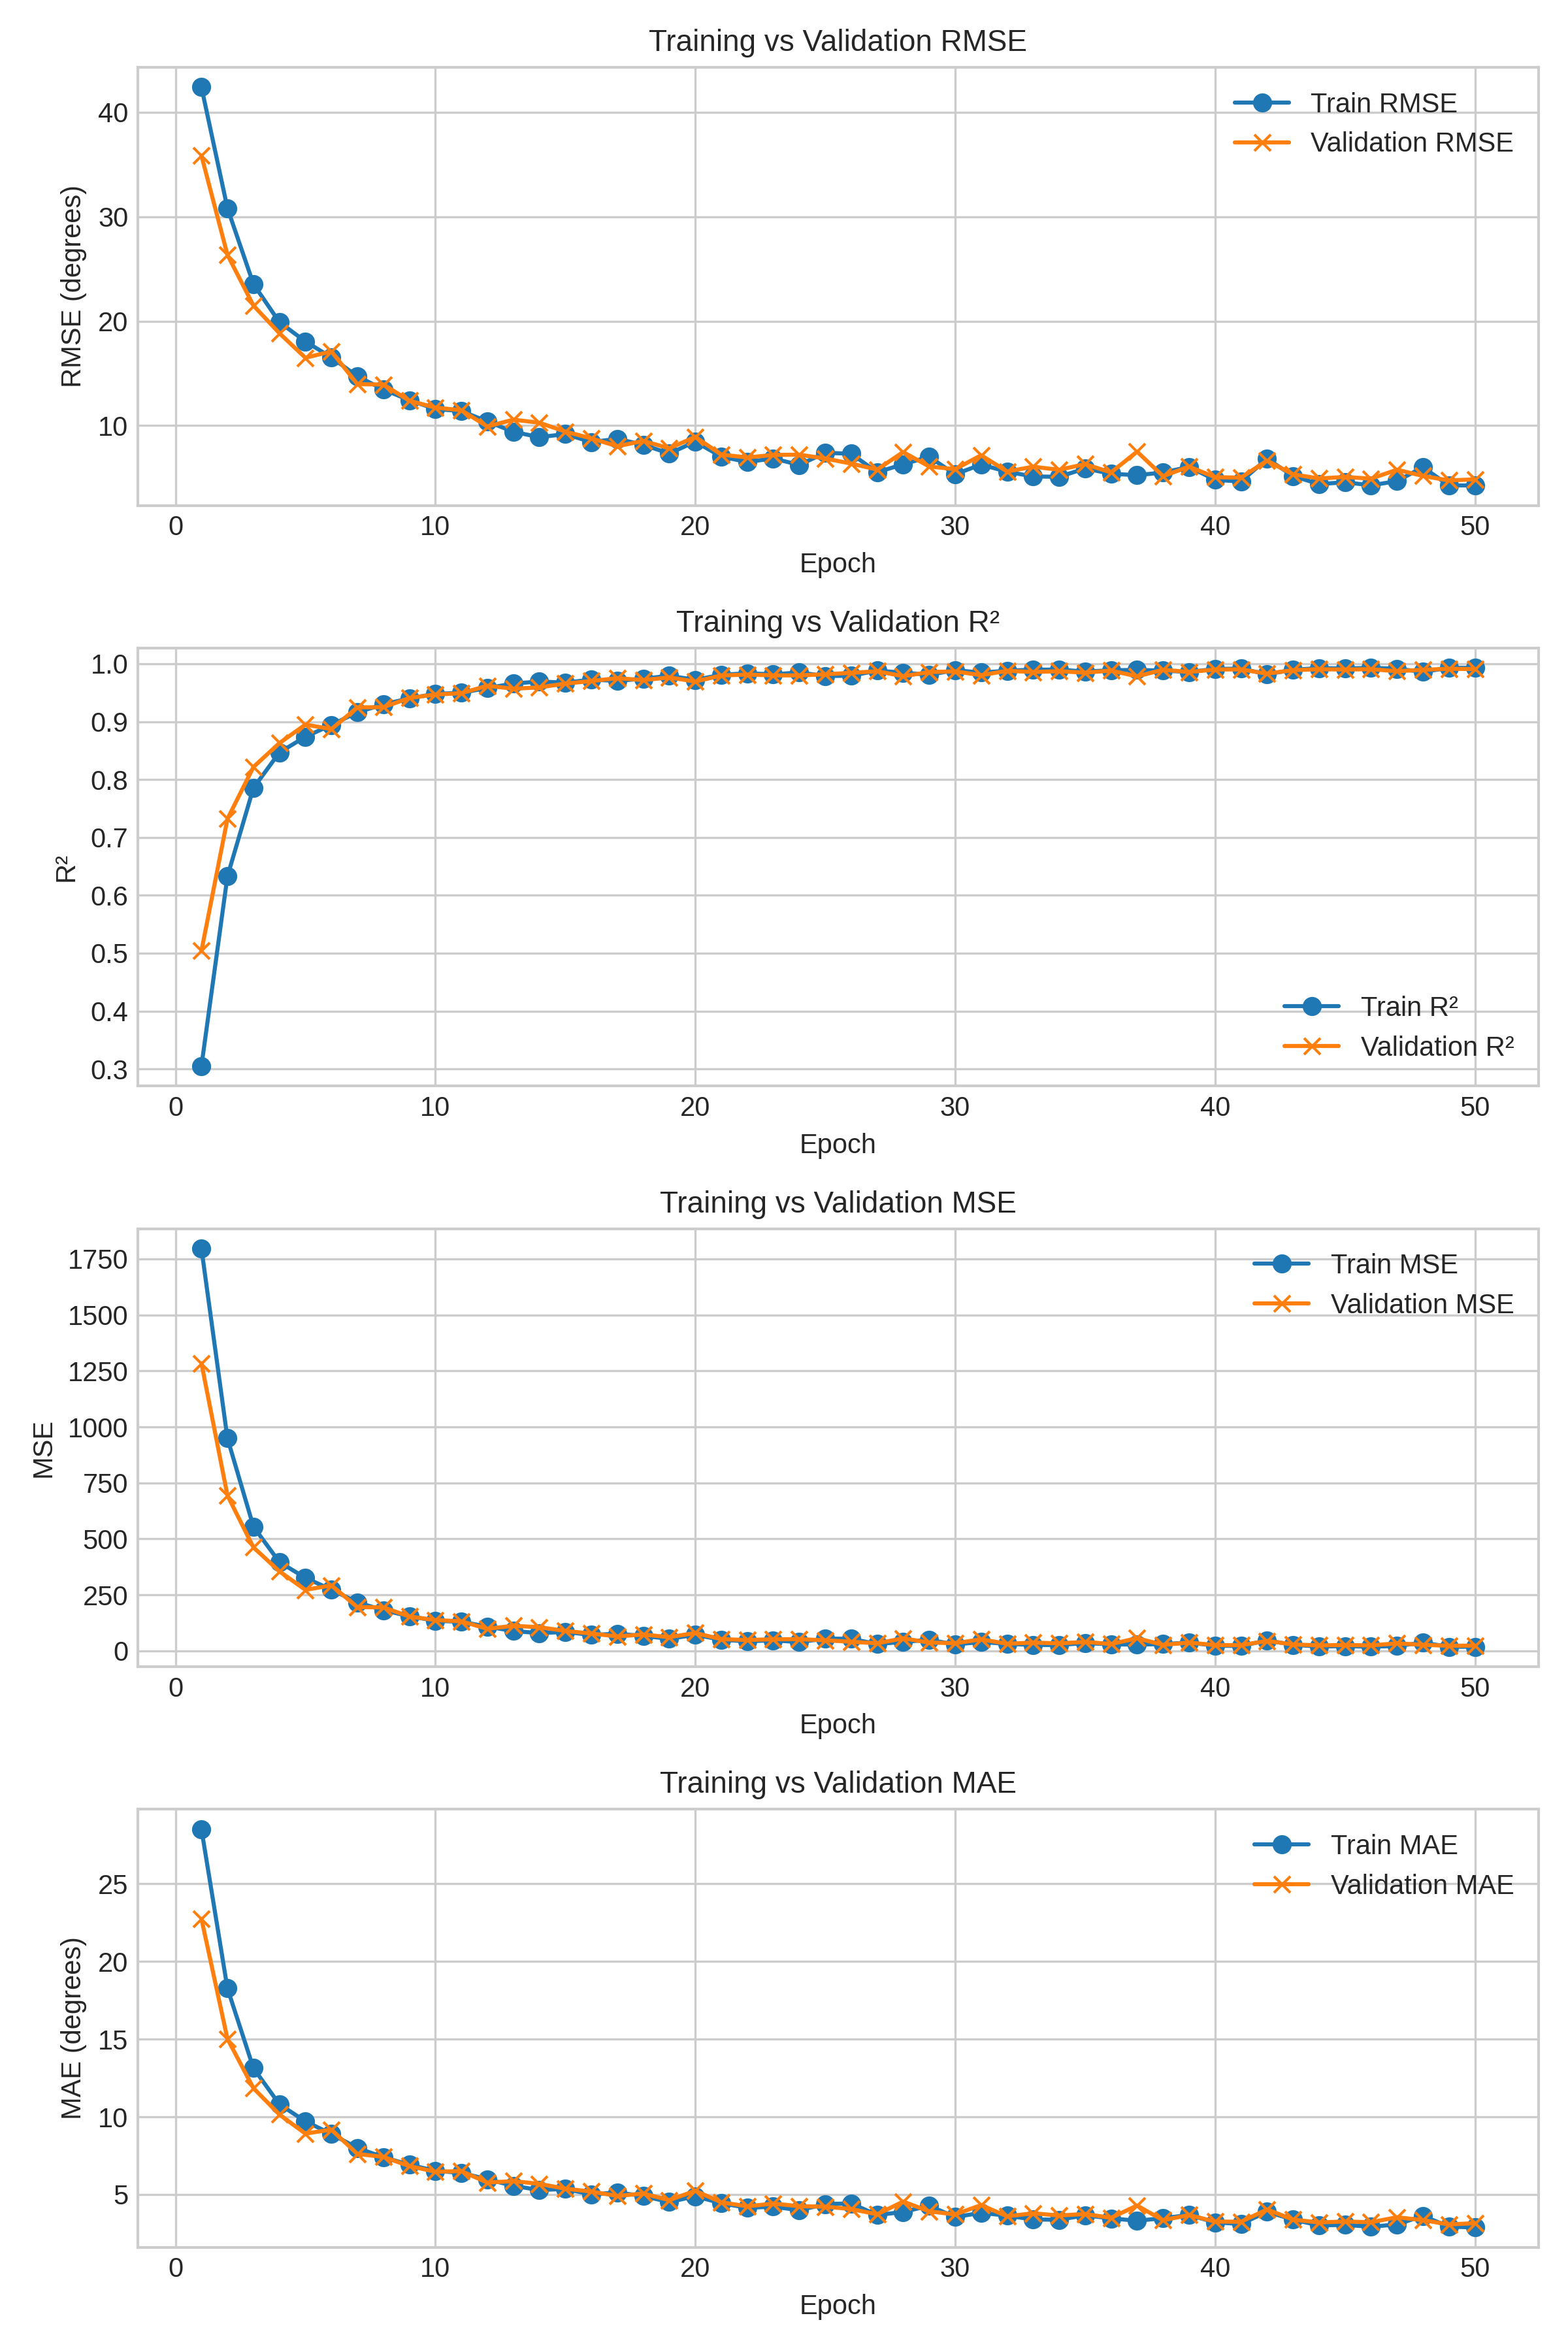 Training vs Validation RMSE
RMSE (degrees)
40
30
20
10
Train RMSE
Validation RMSE
0 10 20 30 40 50
Epoch
Training vs Validation R²
R²
1.0
0.9
0.8
0.7
0.6
0.5
0.4
0.3
Train R²
Validation R²
0 10 20 30 40 50
Epoch
Training vs Validation MSE
MSE
1750
1500
1250
1000
750
500
250
0
Train MSE
Validation MSE
0 10 20 30 40 50
Epoch
Training vs Validation MAE
MAE (degrees)
25
20
15
10
5
Train MAE
Validation MAE
0 10 20 30 40 50
Epoch